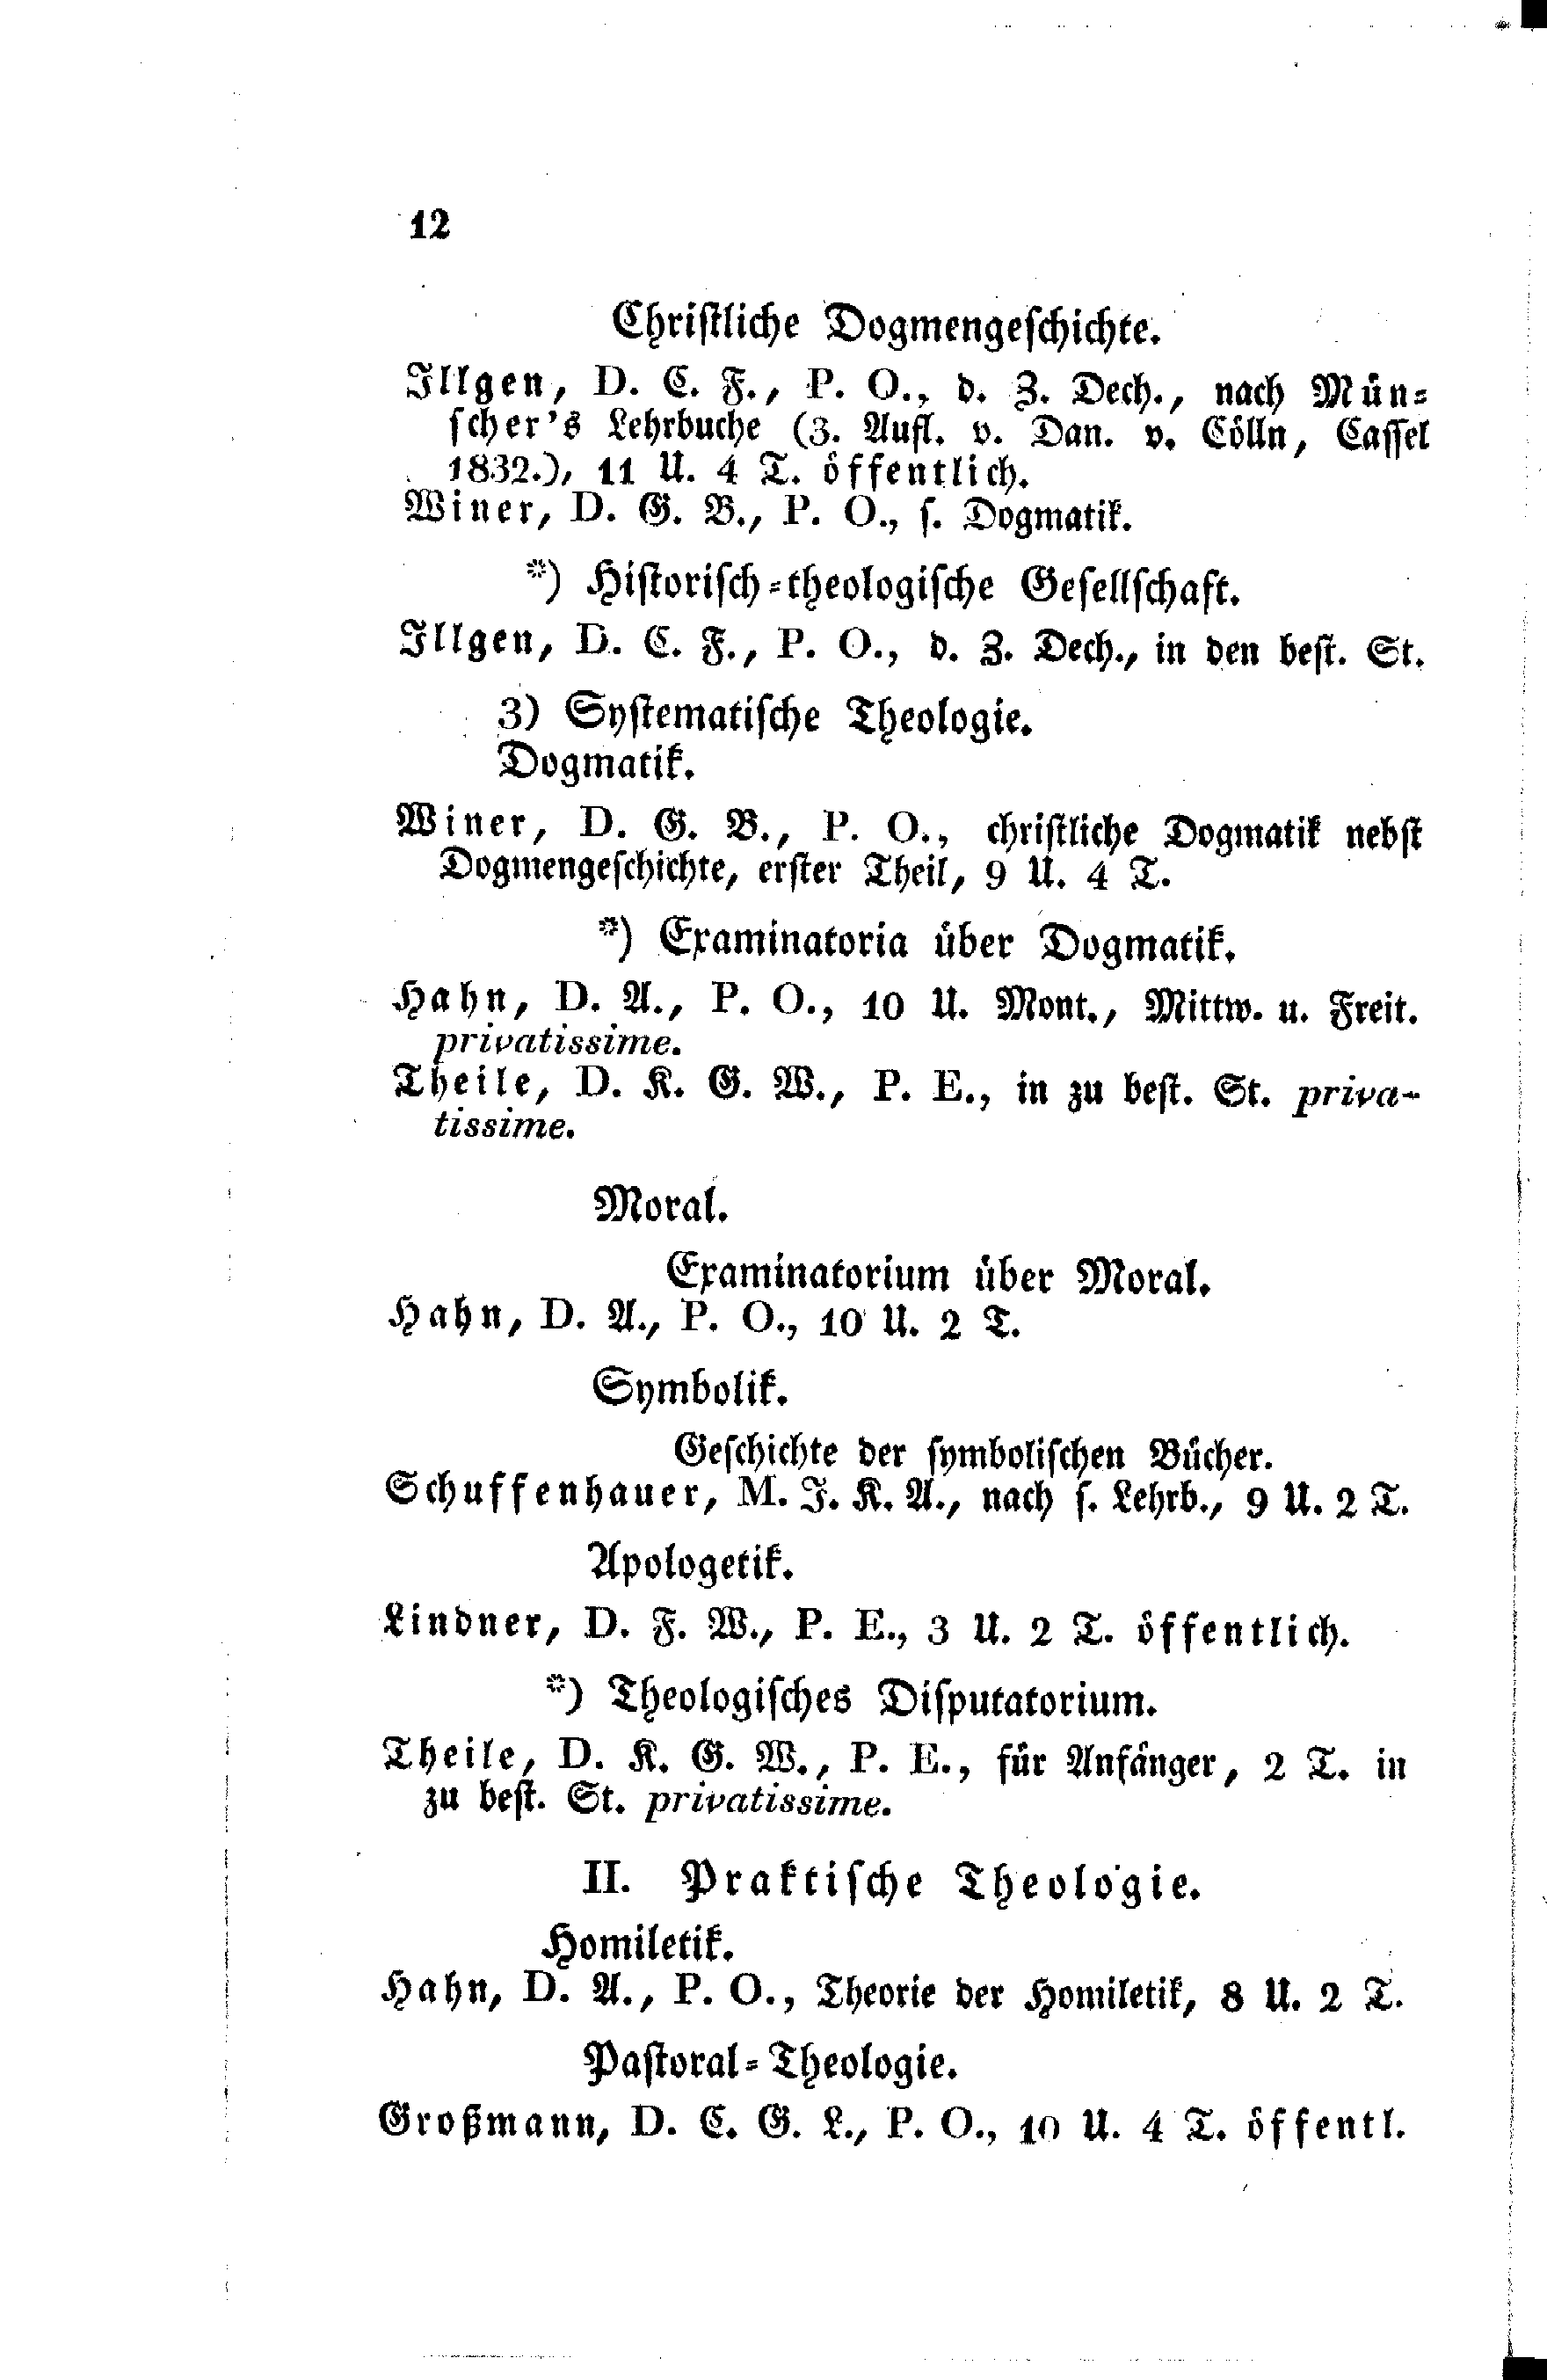 12
Christliche Dogmengeschichte.
Illgen, D. C. F., P. O., d. Z. Dech., nach Mün-
scher's Lehrbuche (3. Aufl. v. Dan. v. Cölln, Cassel
1832.), 11 U. 4 T. öffentlich.
Winer, D. G. B., P. O., s. Dogmatik.
*) Historisch-theologische Gesellschaft.
Illgen, D. C. F., P. O., d. Z. Dech., in den best. St.
3) Systematische Theologie.
Dogmatik.
Winer, D. G. B., P. O., christliche Dogmatik nebst
Dogmengeschichte, erster Theil, 9 U. 4 T.
*) Examinatoria über Dogmatik.
Hahn, D. A., P. O., 10 U. Mont., Mittw. u. Freit.
privatissime.
Theile, D. K. G. W., P. E., in zu best. St. priva-
tissime.
Moral.
Examinatorium über Moral.
Hahn, D. A., P. O., 10 U. 2 T.
Symbolik.
Geschichte der symbolischen Bücher.
Schuffenhauer, M. J. K. A., nach s. Lehrb., 9 U. 2 T.
Apologetik.
Lindner, D. F. W., P. E., 3 U. 2 T. öffentlich.
*) Theologisches Disputatorium.
Theile, D. K. G. W., P. E., für Anfänger, 2 T. in
zu best. St. privatissime.
II. Praktische Theologie.
Homiletik.
Hahn, D. A., P. O., Theorie der Homiletik, 8 U. 2 T.
Pastoral-Theologie.
Großmann, D. C. G. L., P. O., 10 U. 4 T. öffentl.